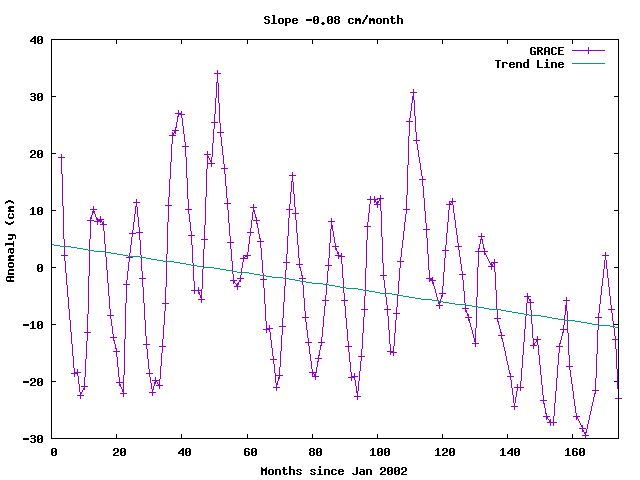 Slope -0.08 cm/month
GRACE
Trend Line
Anomaly (cm)
40
30
20
10
0
-10
-20
-30
0 20 40 60 80 100 120 140 160
Months since Jan 2002